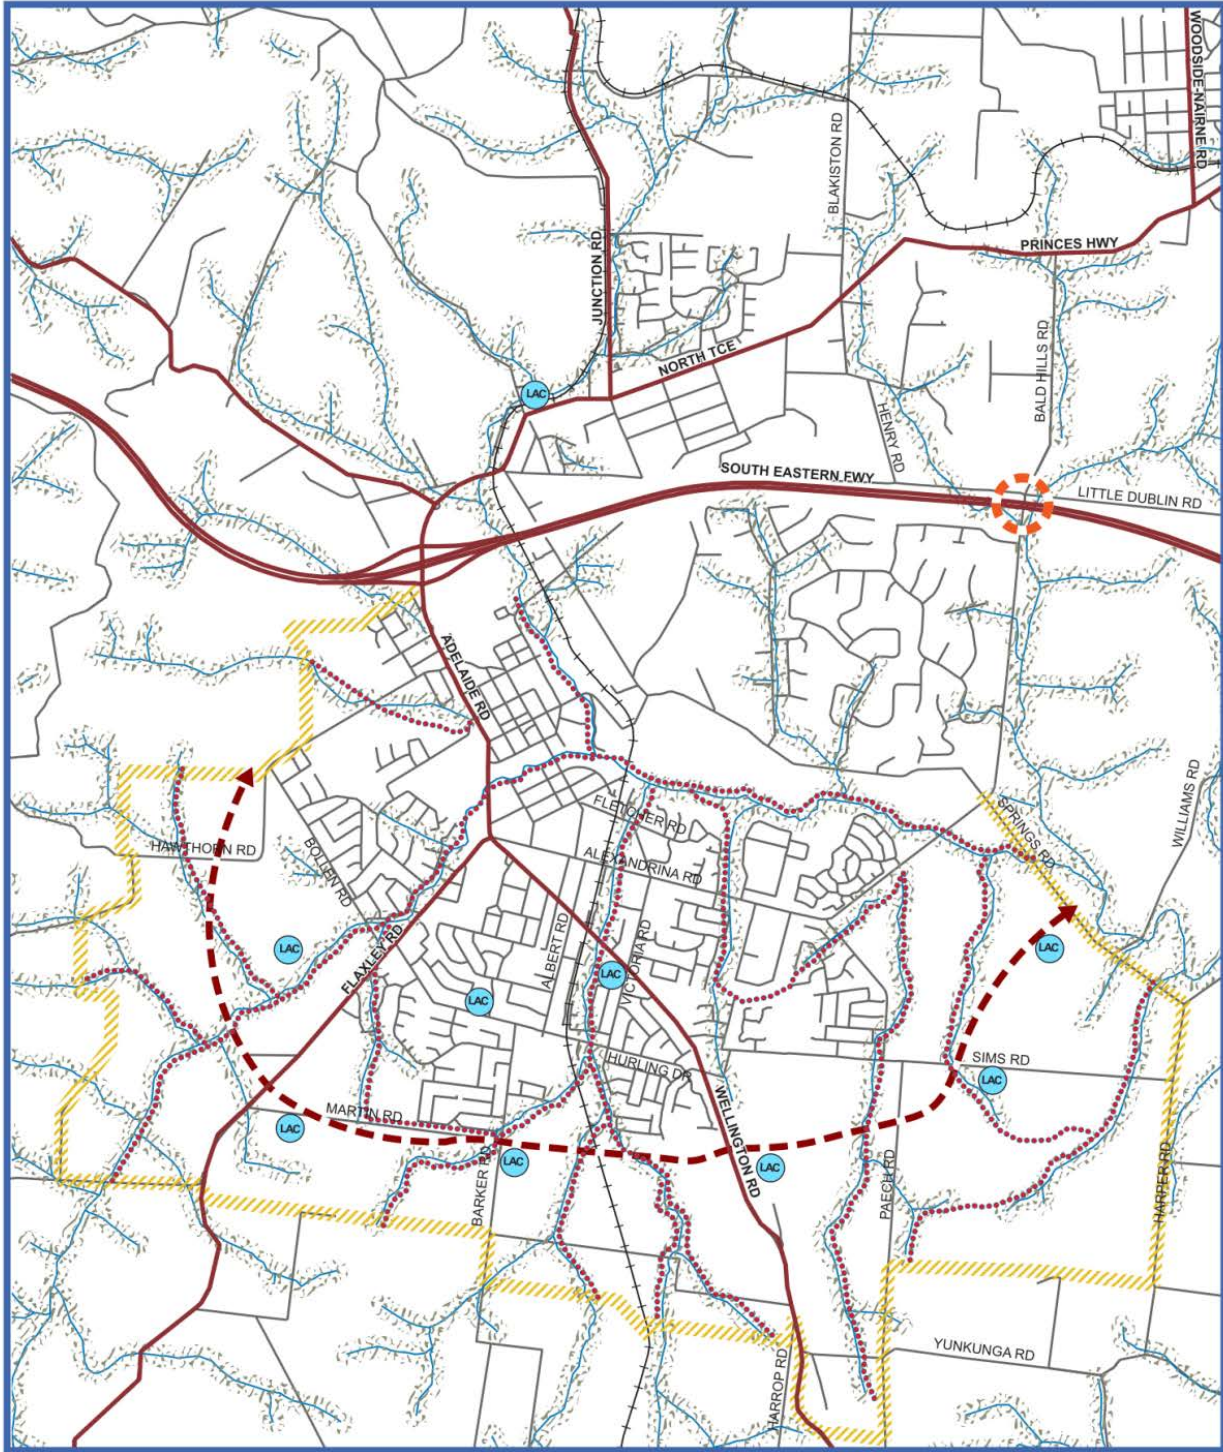 WOODSIDE-NAIRNE RD
BLAKISTON RD
PRINCES HWY
JUNCTION RD
NORTH TCE
BALD HILLS RD
LAC
HENRY RD
SOUTH EASTERN FWY
LITTLE DUBLIN RD
ADELAIDE RD
WILLIAMS RD
FLETCHER RD
SPRINGS RD
HAWTHORN RD
BOLLEN RD
ALEXANDRINA RD
ALBERT RD
VICTORIA RD
FLAXLEY RD
LAC
LAC
LAC
LAC
HURLING DR
SIMS RD
LAC
MARTIN RD
LAC
WELLINGTON RD
LAC
LAC
BARKER RD
PAECH RD
HARPER RD
YUNKUNGA RD
HARROP RD